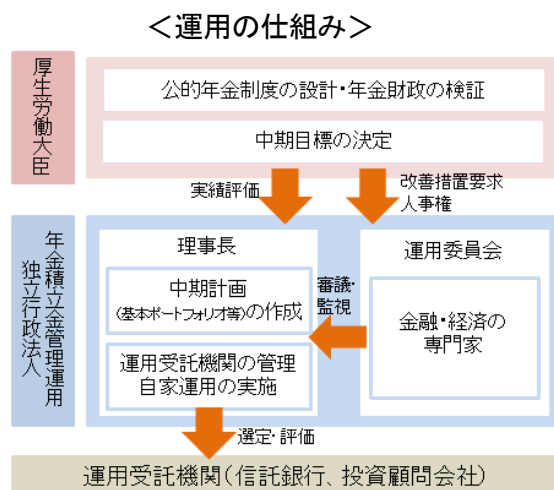 ＜運用の仕組み＞
厚生労働大臣
公的年金制度の設計・年金財政の検証
中期目標の決定
実績評価
改善措置要求
人事権
年金積立金管理運用
独立行政法人
理事長
中期計画
(基本ポートフォリオ等)の作成
運用受託機関の管理
自家運用の実施
審議・
監視
運用委員会
金融・経済の
専門家
選定・評価
運用受託機関(信託銀行、投資顧問会社)